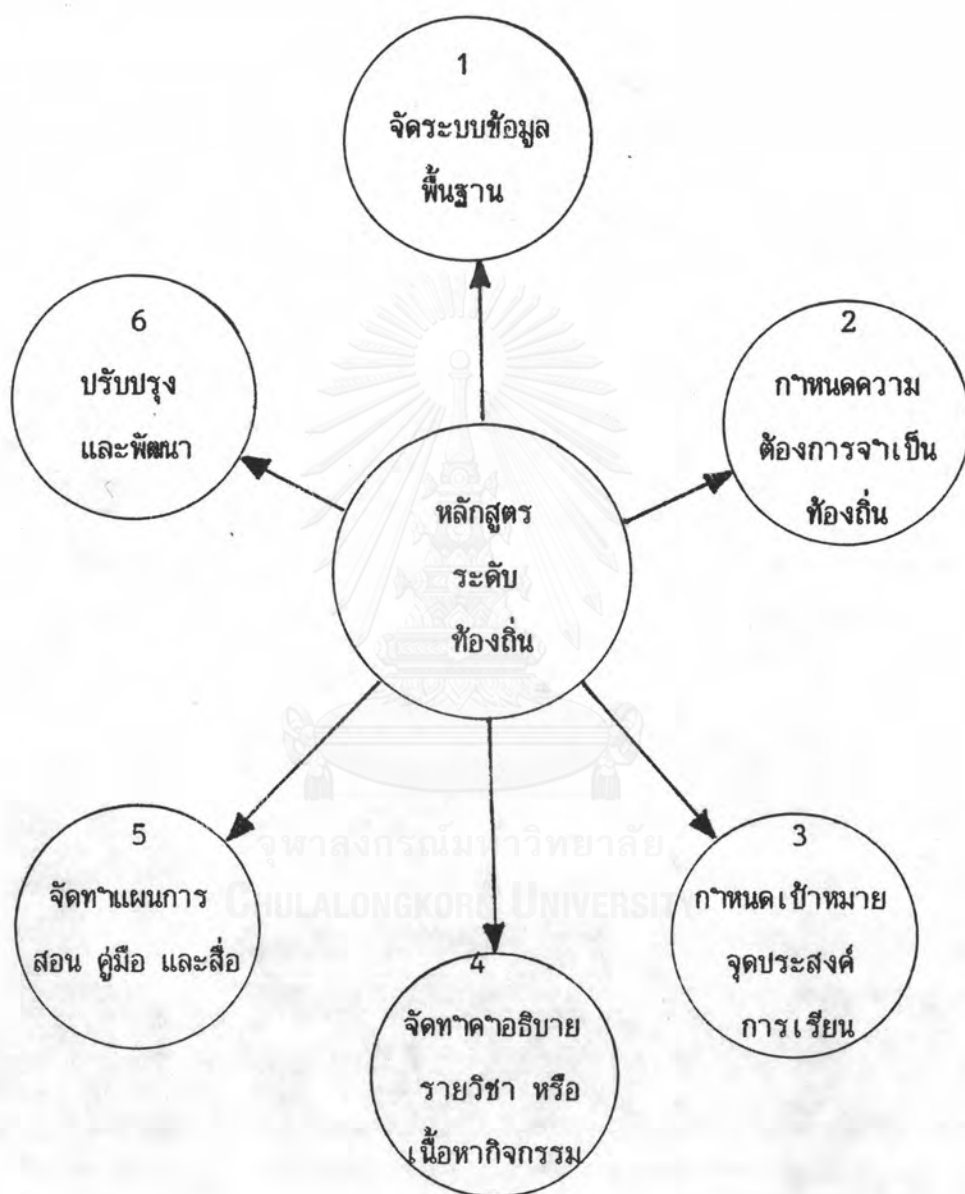 1
จัดระบบข้อมูล
พื้นฐาน
2
กำหนดความ
ต้องการจำเป็น
ท้องถิ่น
3
กำหนดเป้าหมาย
จุดประสงค์
การเรียน
4
จัดทำคำอธิบาย
รายวิชา หรือ
เนื้อหากิจกรรม
5
จัดทำแผนการ
สอน คู่มือ และสื่อ
6
ปรับปรุง
และพัฒนา
หลักสูตร
ระดับ
ท้องถิ่น
จุฬาลงกรณ์มหาวิทยาลัย
CHULALONGKORN UNIVERSITY